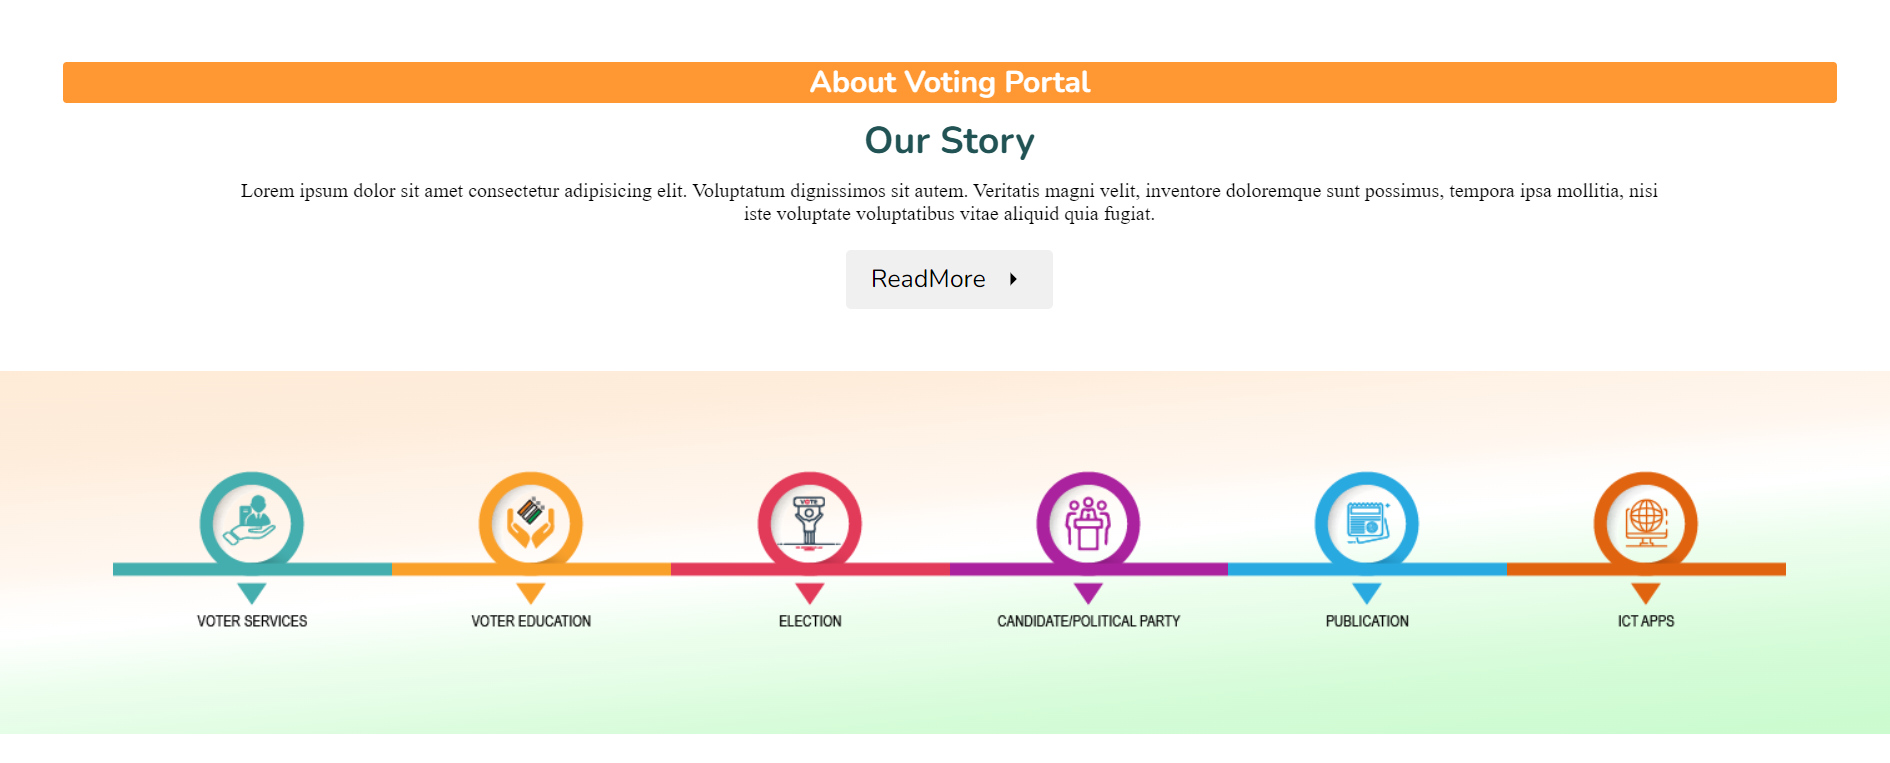 About Voting Portal
Our Story
Lorem ipsum dolor sit amet consectetur adipisicing elit. Voluptatum dignissimos sit autem. Veritatis magni velit, inventore doloremque sunt possimus, tempora ipsa mollitia, nisi
iste voluptate voluptatibus vitae aliquid quia fugiat.
ReadMore
VOTE
VOTER SERVICES
VOTER EDUCATION
ELECTION
CANDIDATE/POLITICAL PARTY
PUBLICATION
ICT APPS